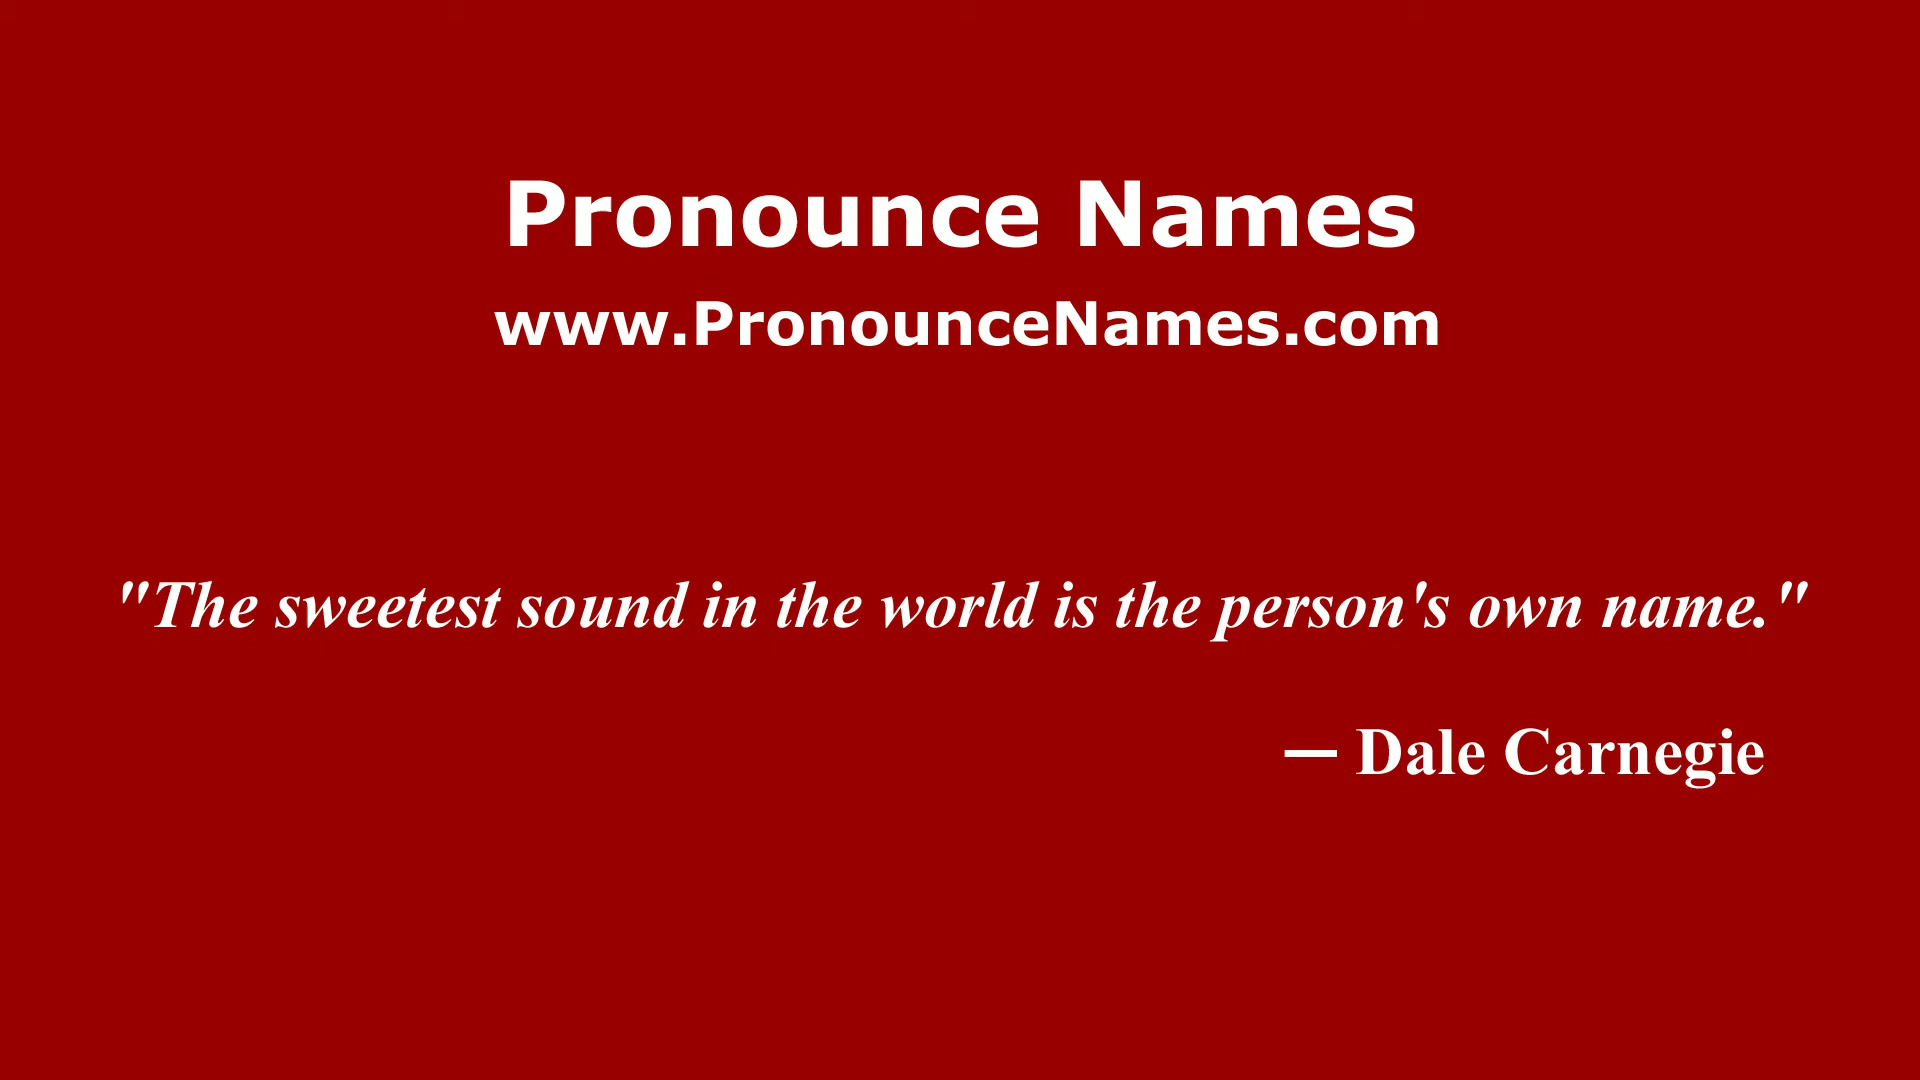 Pronounce Names
www.PronounceNames.com
"The sweetest sound in the world is the person's own name."
— Dale Carnegie